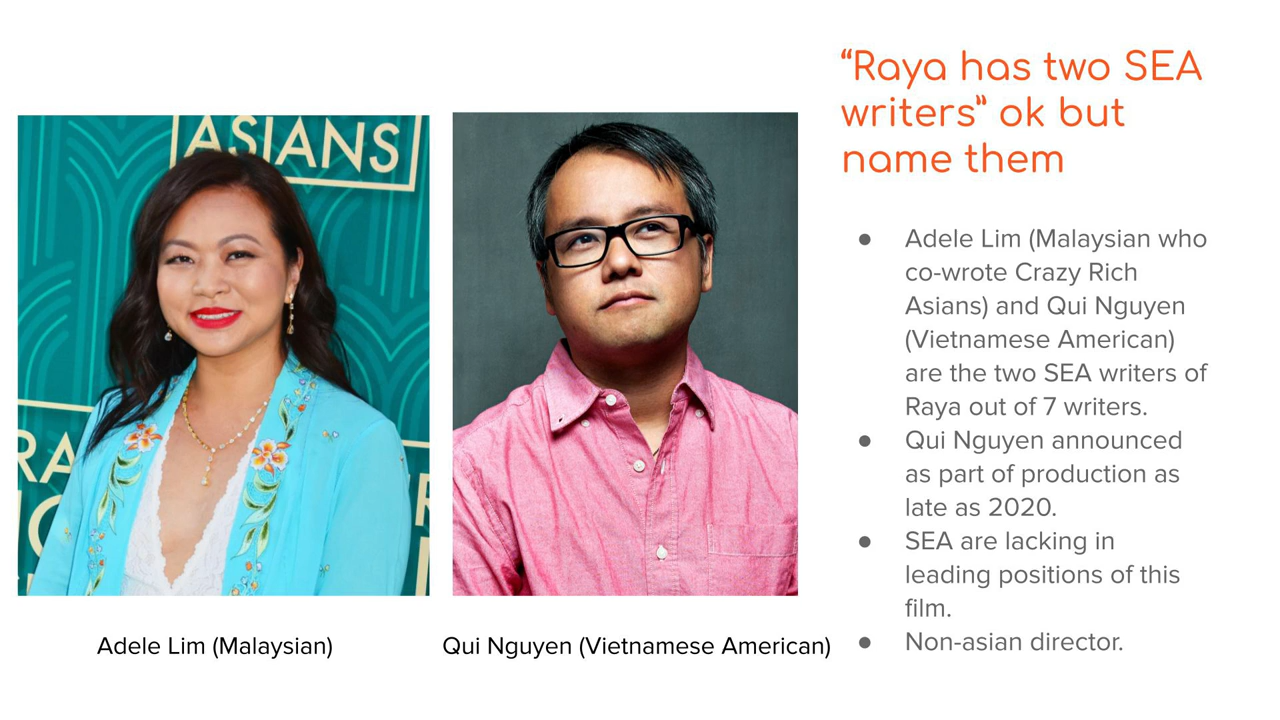 “Raya has two SEA
writers” ok but
name them
ASIANS
RA
Adele Lim (Malaysian)
Qui Nguyen (Vietnamese American)
● Adele Lim (Malaysian who
co-wrote Crazy Rich
Asians) and Qui Nguyen
(Vietnamese American)
are the two SEA writers of
Raya out of 7 writers.
● Qui Nguyen announced
as part of production as
late as 2020.
● SEA are lacking in
leading positions of this
film.
● Non-asian director.